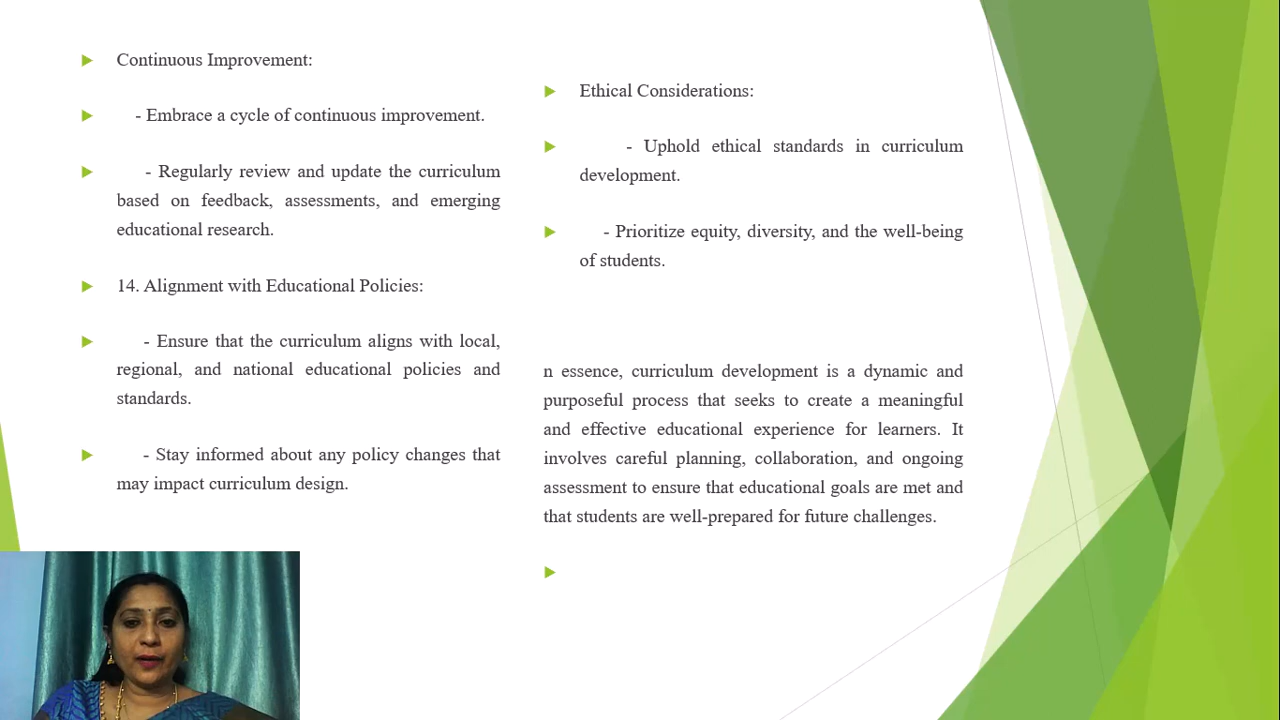 Continuous Improvement:
- Embrace a cycle of continuous improvement.
- Regularly review and update the curriculum
based on feedback, assessments, and emerging
educational research.
14. Alignment with Educational Policies:
- Ensure that the curriculum aligns with local,
regional, and national educational policies and
standards.
- Stay informed about any policy changes that
may impact curriculum design.
Ethical Considerations:
- Uphold ethical standards in curriculum
development.
- Prioritize equity, diversity, and the well-being
of students.
n essence, curriculum development is a dynamic and
purposeful process that seeks to create a meaningful
and effective educational experience for learners. It
involves careful planning, collaboration, and ongoing
assessment to ensure that educational goals are met and
that students are well-prepared for future challenges.